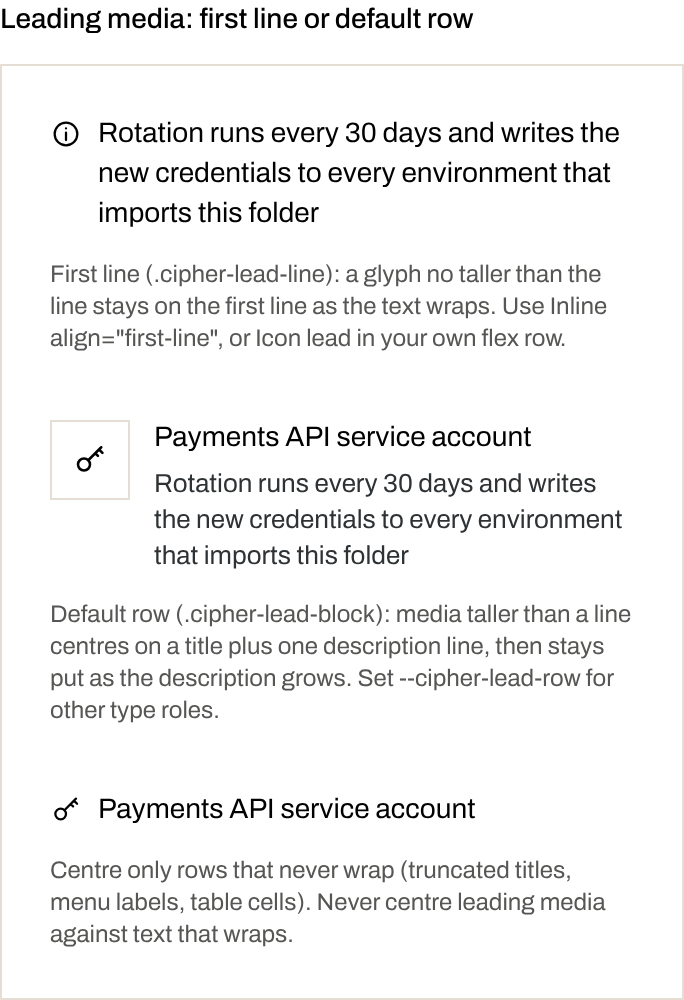 Leading media: first line or default row
Rotation runs every 30 days and writes the
new credentials to every environment that
imports this folder
First line (.cipher-lead-line): a glyph no taller than the
line stays on the first line as the text wraps. Use Inline
align="first-line", or Icon lead in your own flex row.
Payments API service account
Rotation runs every 30 days and writes
the new credentials to every environment
that imports this folder
Default row (.cipher-lead-block): media taller than a line
centres on a title plus one description line, then stays
put as the description grows. Set --cipher-lead-row for
other type roles.
Payments API service account
Centre only rows that never wrap (truncated titles,
menu labels, table cells). Never centre leading media
against text that wraps.